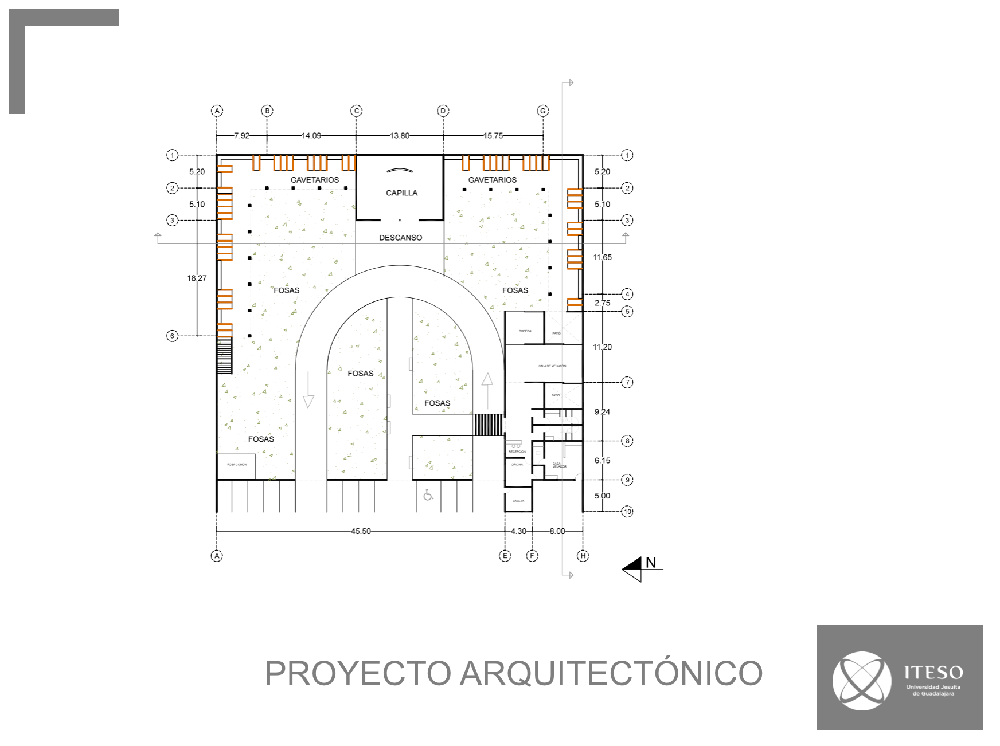 A B C D G
7.92 14.09 13.80 15.75
1 1
5.20 5.20
GAVETARIOS GAVETARIOS
2 2
CAPILLA
5.10 5.10
3 3
DESCANSO
11.65
18.27
FOSAS FOSAS
4
2.75
5
BODEGA PATIO
6
11.20
SALA DE VELACIÓN
FOSAS
7
PATIO
FOSAS
9.24
FOSAS
8
RECEPCIÓN
6.15
FOSA COMÚN OFICINA CASA
VELADOR
9
5.00
CASETA
10
45.50 4.30 8.00
A E F H
N
PROYECTO ARQUITECTÓNICO
ITESO
Universidad Jesuita
de Guadalajara